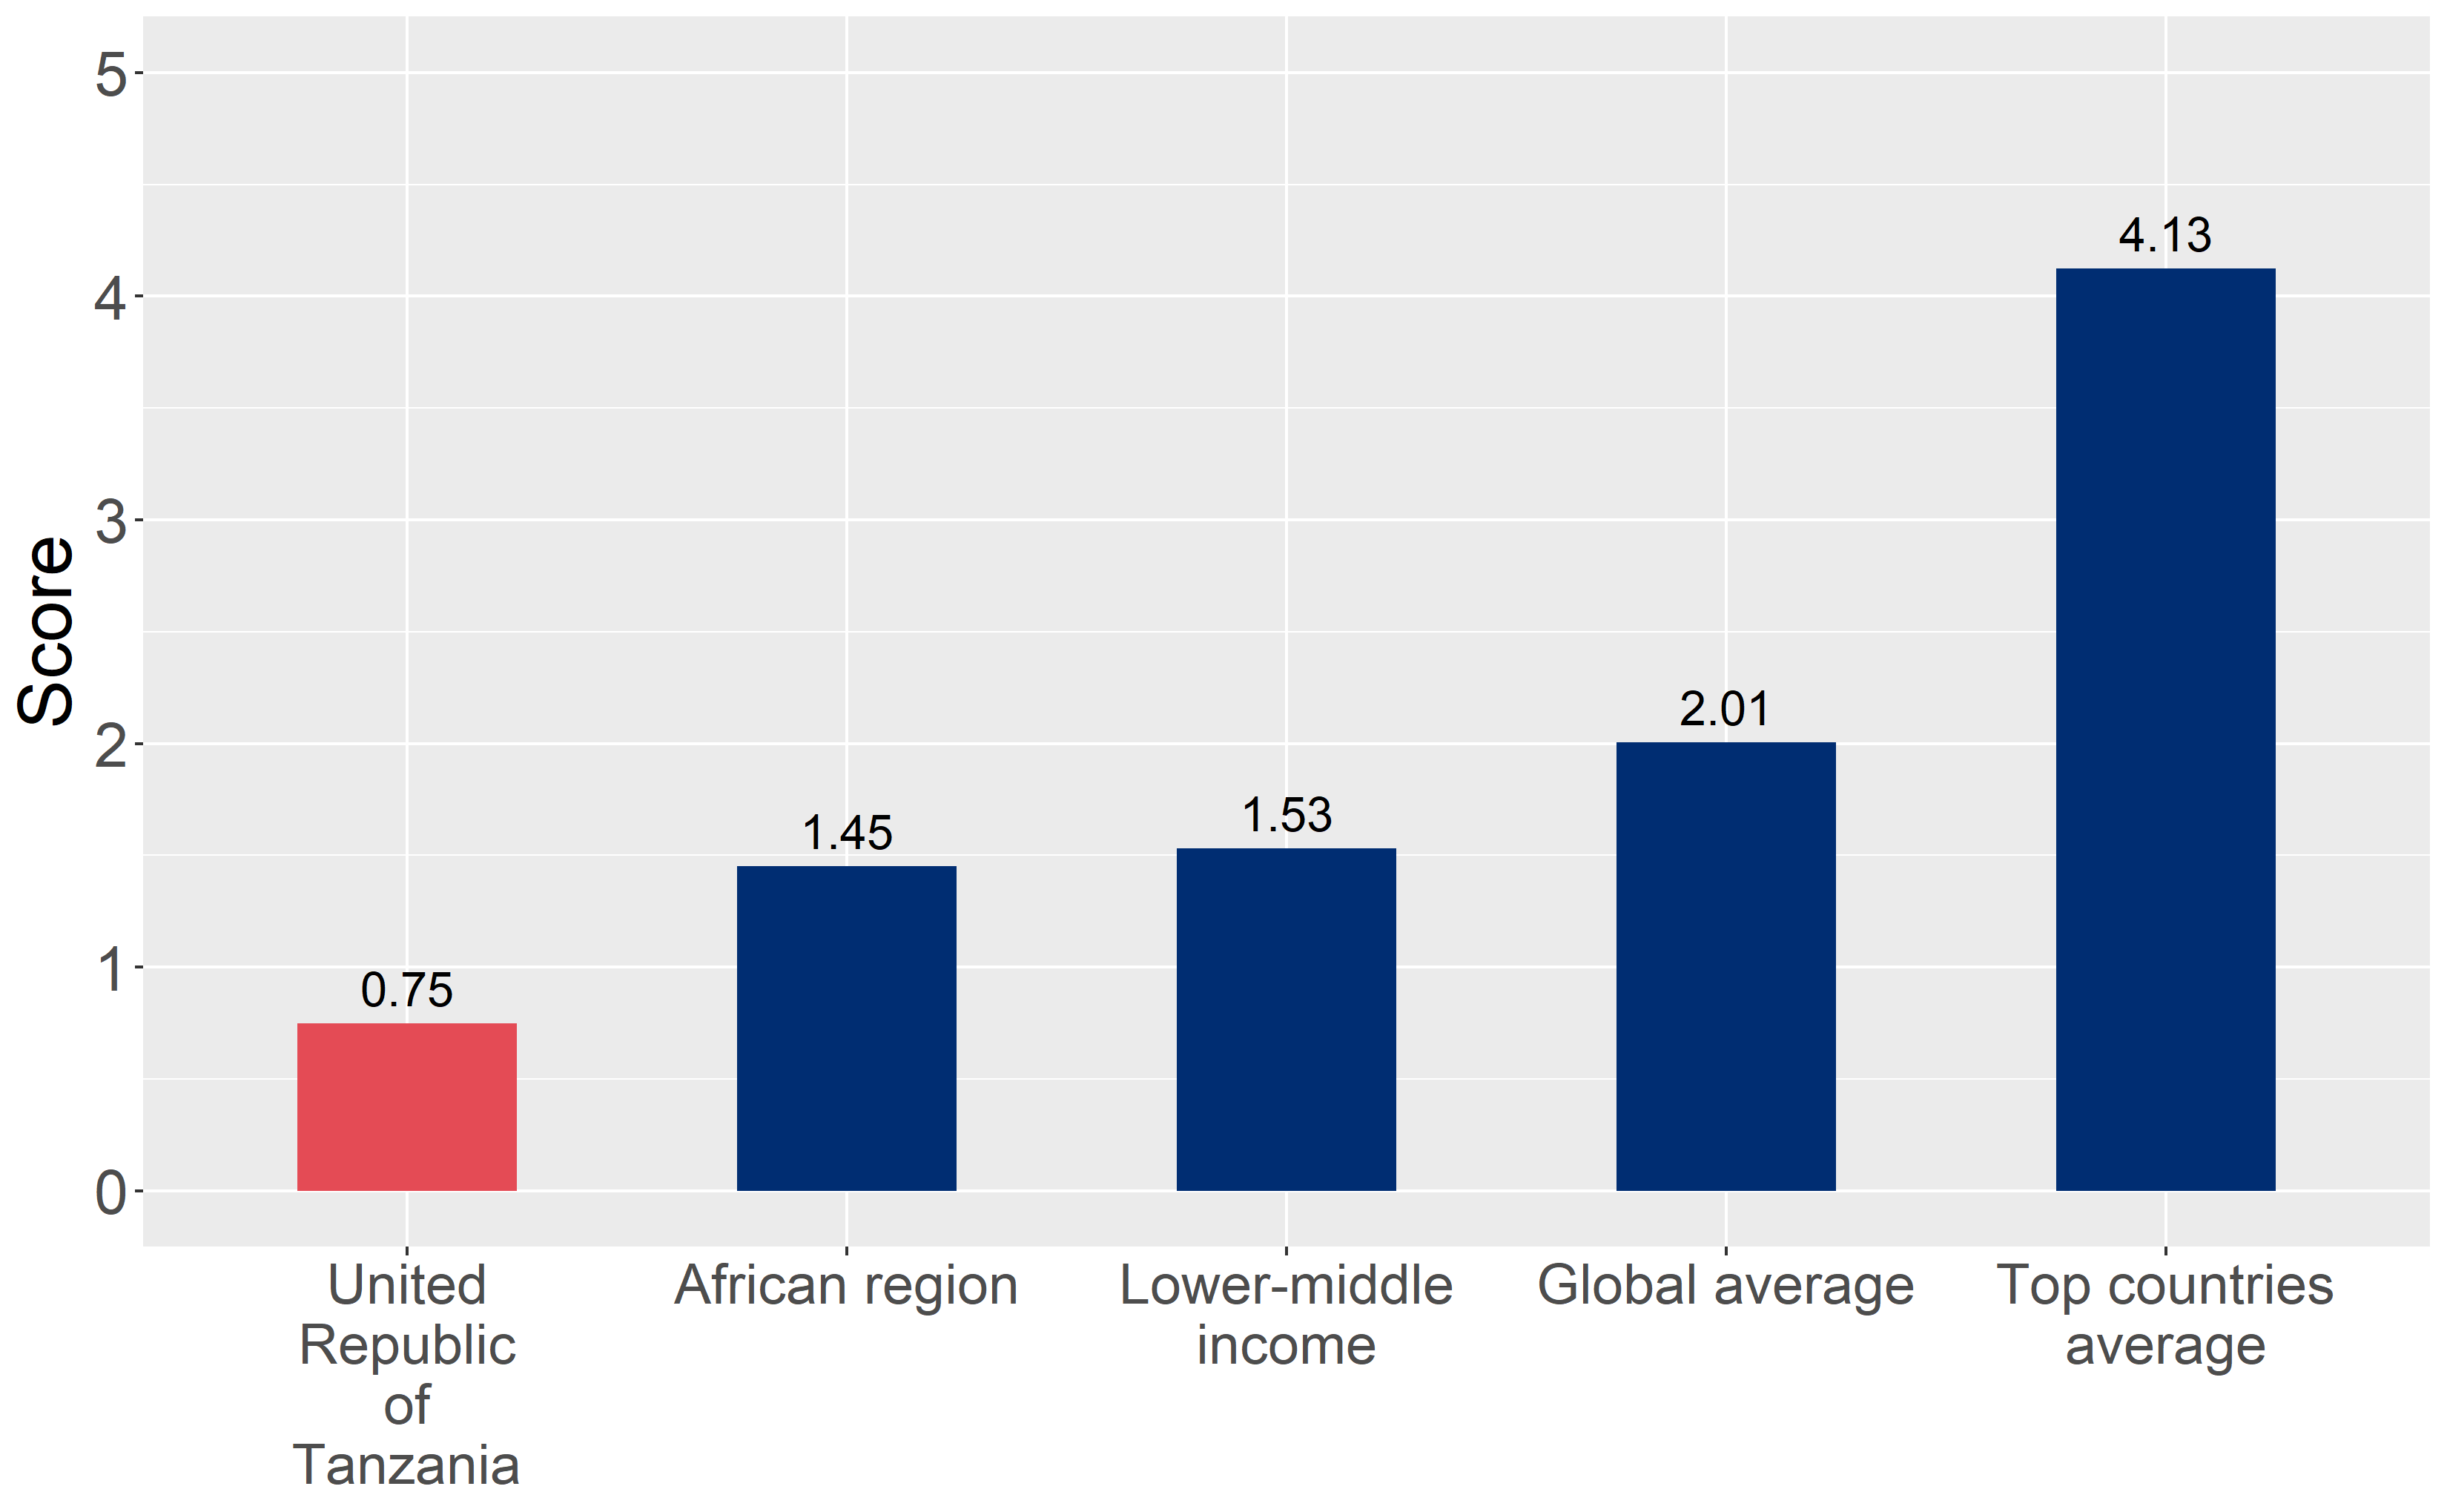 Score
5
4
3
2
1
0
0.75
1.45
1.53
2.01
4.13
United
Republic
of
Tanzania
African region
Lower-middle
income
Global average
Top countries
average